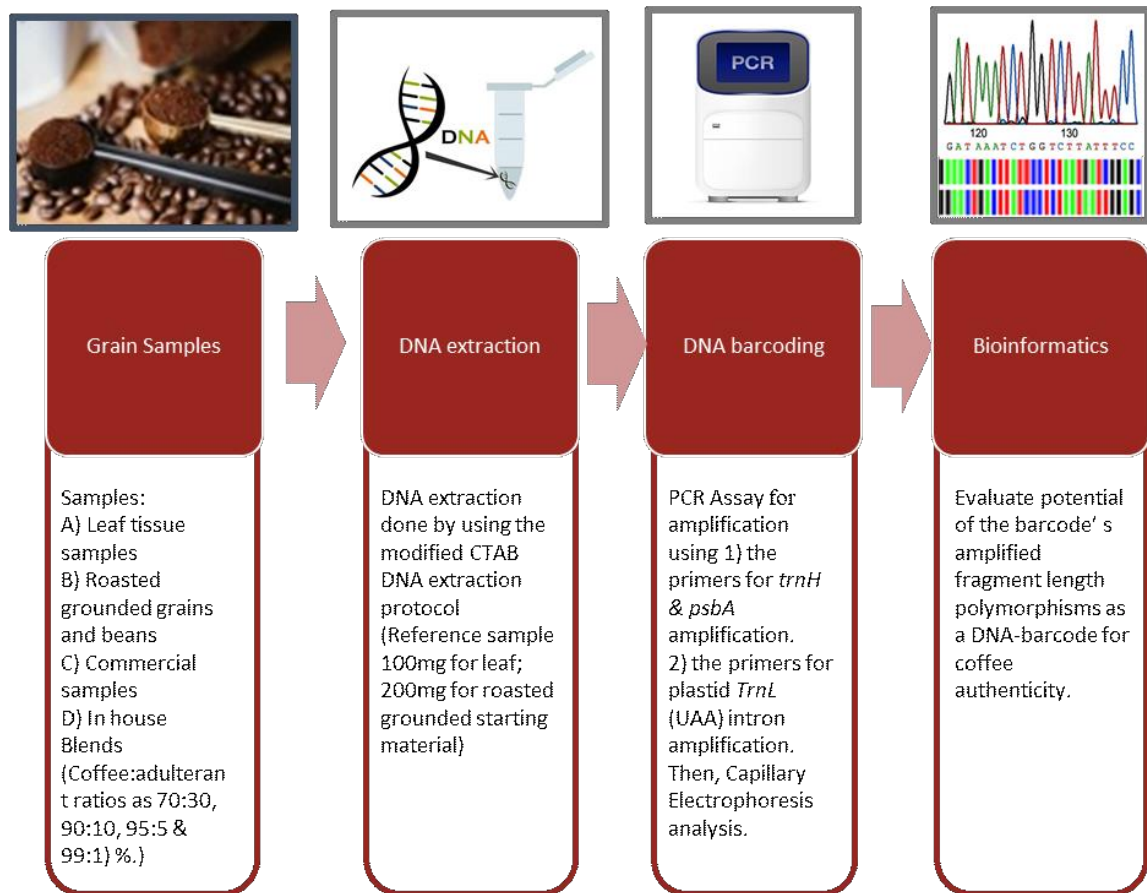 DNA
PCR
120 130
GATAAATCTGGTCTTATTTCC
Grain Samples
DNA extraction
DNA barcoding
Bioinformatics
Samples:
A) Leaf tissue
samples
B) Roasted
grounded grains
and beans
C) Commercial
samples
D) In house
Blends
(Coffee:adulteran
t ratios as 70:30,
90:10, 95:5 &
99:1) %.)
DNA extraction
done by using the
modified CTAB
DNA extraction
protocol
(Reference sample
100mg for leaf;
200mg for roasted
grounded starting
material)
PCR Assay for
amplification
using 1) the
primers for trnH
& psbA
amplification.
2) the primers for
plastid TrnL
(UAA) intron
amplification.
Then, Capillary
Electrophoresis
analysis.
Evaluate potential
of the barcode’ s
amplified
fragment length
polymorphisms as
a DNA-barcode for
coffee
authenticity.